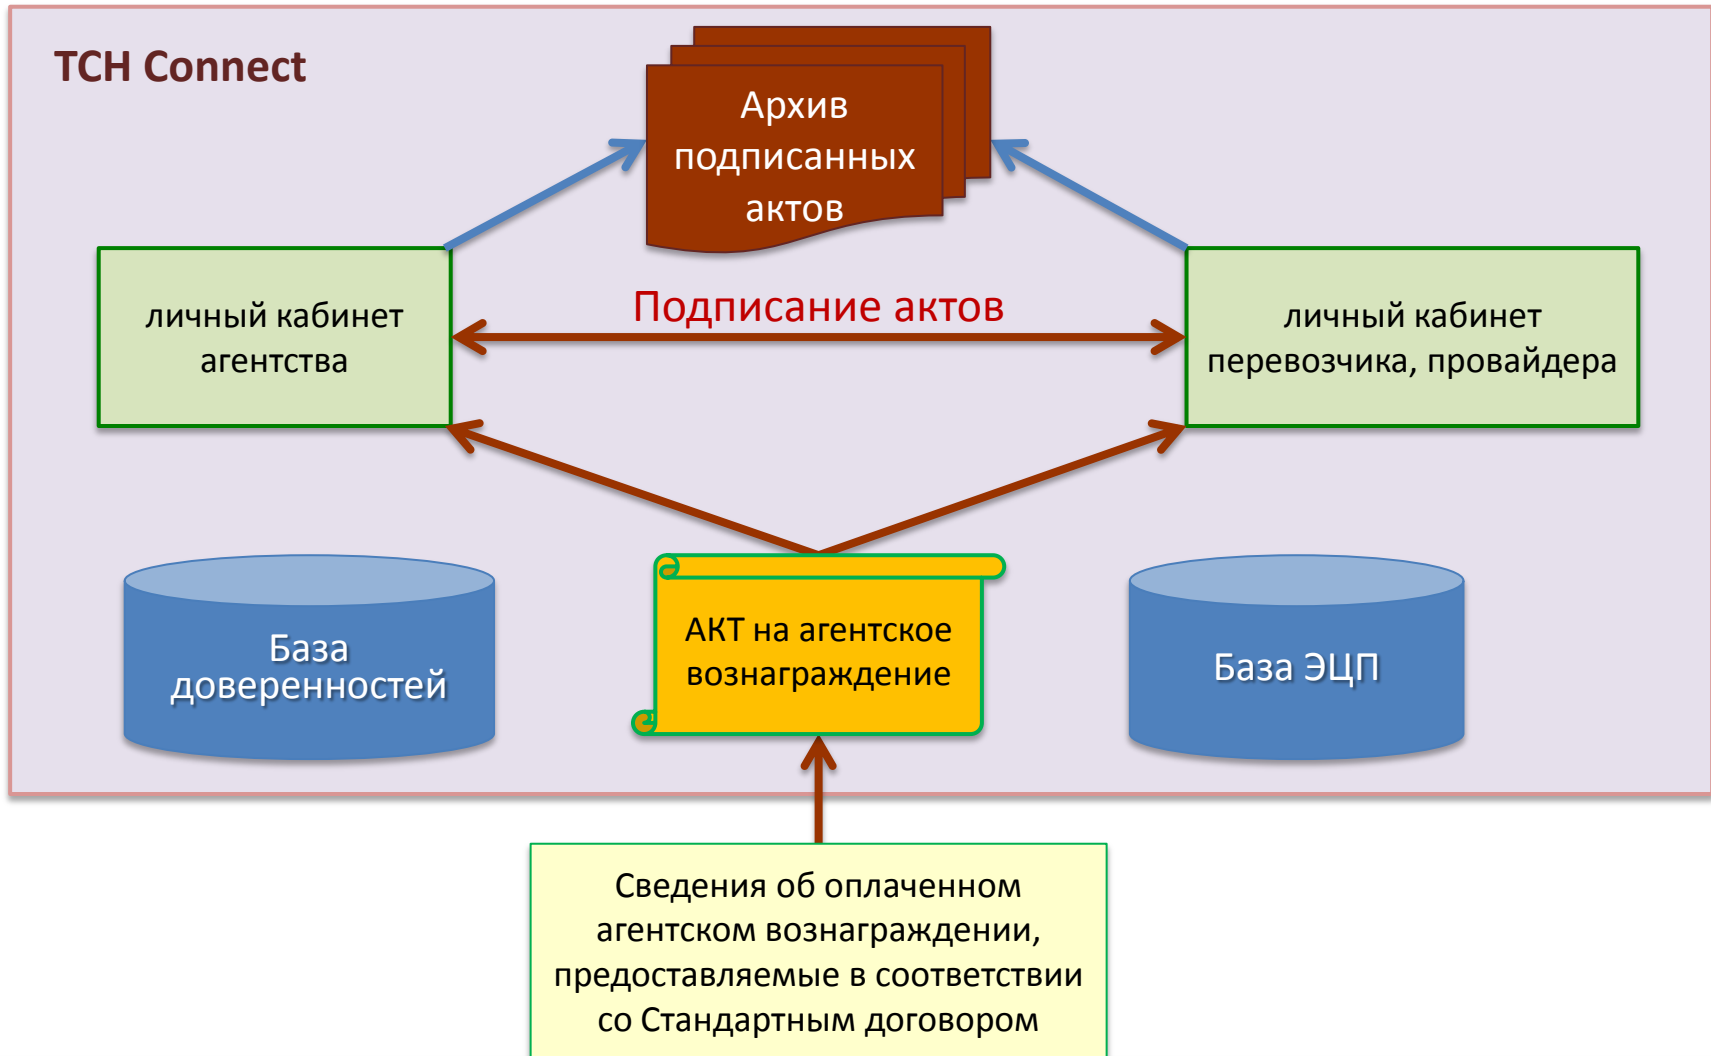 TCH Connect
Архив
подписанных
актов
Подписание актов
личный кабинет
агентства
личный кабинет
перевозчика, провайдера
База
доверенностей
АКТ на агентское
вознаграждение
База ЭЦП
Сведения об оплаченном
агентском вознаграждении,
предоставляемые в соответствии
со Стандартным договором